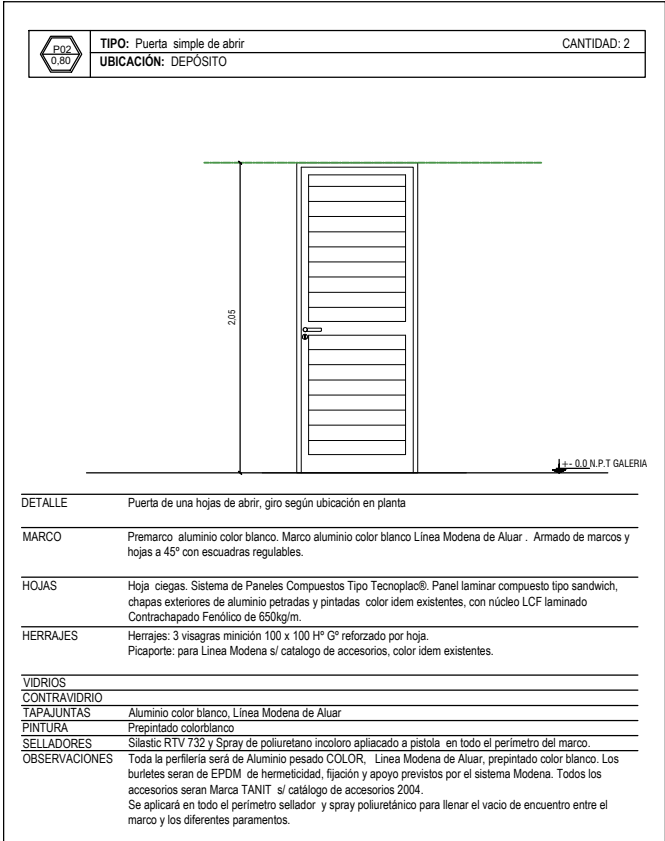 P02
0,80
TIPO: Puerta simple de abrir
CANTIDAD: 2
UBICACIÓN: DEPÓSITO
2,05
+- 0.0 N.P.T GALERIA
DETALLE Puerta de una hojas de abrir, giro según ubicación en planta
MARCO Premarco aluminio color blanco. Marco aluminio color blanco Línea Modena de Aluar . Armado de marcos y
hojas a 45º con escuadras regulables.
HOJAS Hoja ciegas. Sistema de Paneles Compuestos Tipo Tecnoplac®. Panel laminar compuesto tipo sandwich,
chapas exteriores de aluminio petradas y pintadas color idem existentes, con núcleo LCF laminado
Contrachapado Fenólico de 650kg/m.
HERRAJES Herrajes: 3 visagras minición 100 x 100 Hº Gº reforzado por hoja.
Picaporte: para Linea Modena s/ catalogo de accesorios, color idem existentes.
VIDRIOS
CONTRAVIDRIO
TAPAJUNTAS Aluminio color blanco, Línea Modena de Aluar
PINTURA Prepintado colorblanco
SELLADORES Silastic RTV 732 y Spray de poliuretano incoloro apliacado a pistola en todo el perímetro del marco.
OBSERVACIONES Toda la perfilería será de Aluminio pesado COLOR, Linea Modena de Aluar, prepintado color blanco. Los
burletes seran de EPDM de hermeticidad, fijación y apoyo previstos por el sistema Modena. Todos los
accesorios seran Marca TANIT s/ catálogo de accesorios 2004.
Se aplicará en todo el perímetro sellador y spray poliuretánico para llenar el vacio de encuentro entre el
marco y los diferentes paramentos.